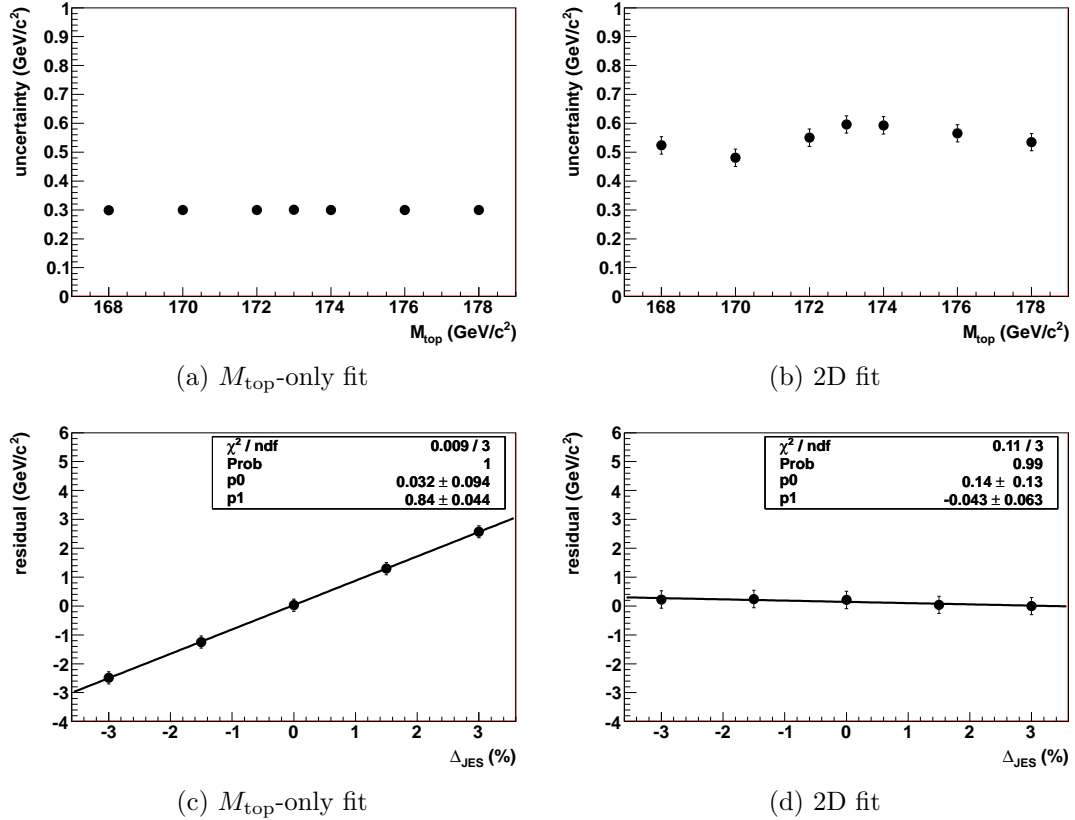 uncertainty (GeV/c²)
1
0.9
0.8
0.7
0.6
0.5
0.4
0.3
0.2
0.1
0
168 170 172 174 176 178
M_top (GeV/c²)
(a) M_top-only fit
uncertainty (GeV/c²)
1
0.9
0.8
0.7
0.6
0.5
0.4
0.3
0.2
0.1
0
168 170 172 174 176 178
M_top (GeV/c²)
(b) 2D fit
residual (GeV/c²)
6
5
4
3
2
1
0
-1
-2
-3
-4
χ² / ndf 0.009 / 3
Prob 1
p0 0.032 ± 0.094
p1 0.84 ± 0.044
-3 -2 -1 0 1 2 3
Δ_JES (%)
(c) M_top-only fit
residual (GeV/c²)
6
5
4
3
2
1
0
-1
-2
-3
-4
χ² / ndf 0.11 / 3
Prob 0.99
p0 0.14 ± 0.13
p1 -0.043 ± 0.063
-3 -2 -1 0 1 2 3
Δ_JES (%)
(d) 2D fit